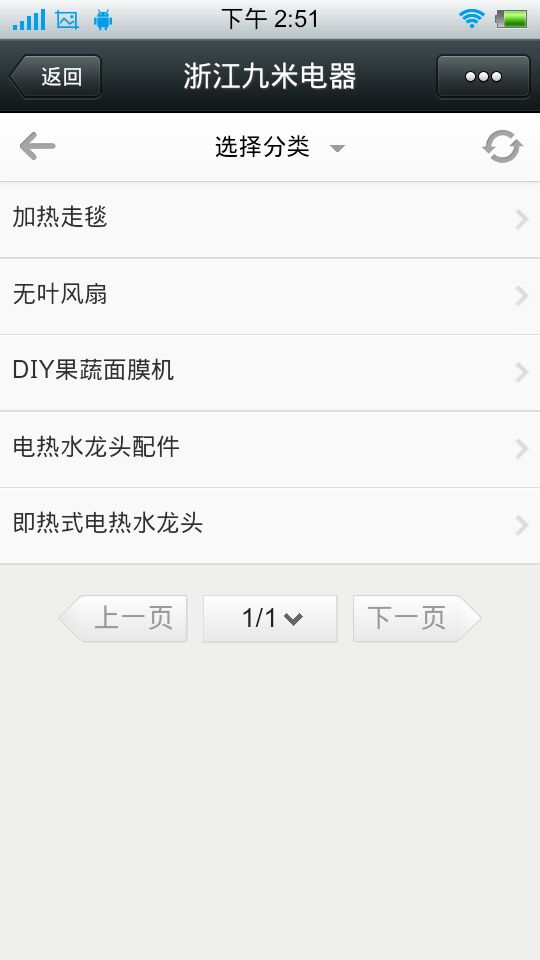 下午 2:51
返回
浙江九米电器
选择分类
加热走毯
无叶风扇
DIY果蔬面膜机
电热水龙头配件
即热式电热水龙头
上一页 1/1 下一页